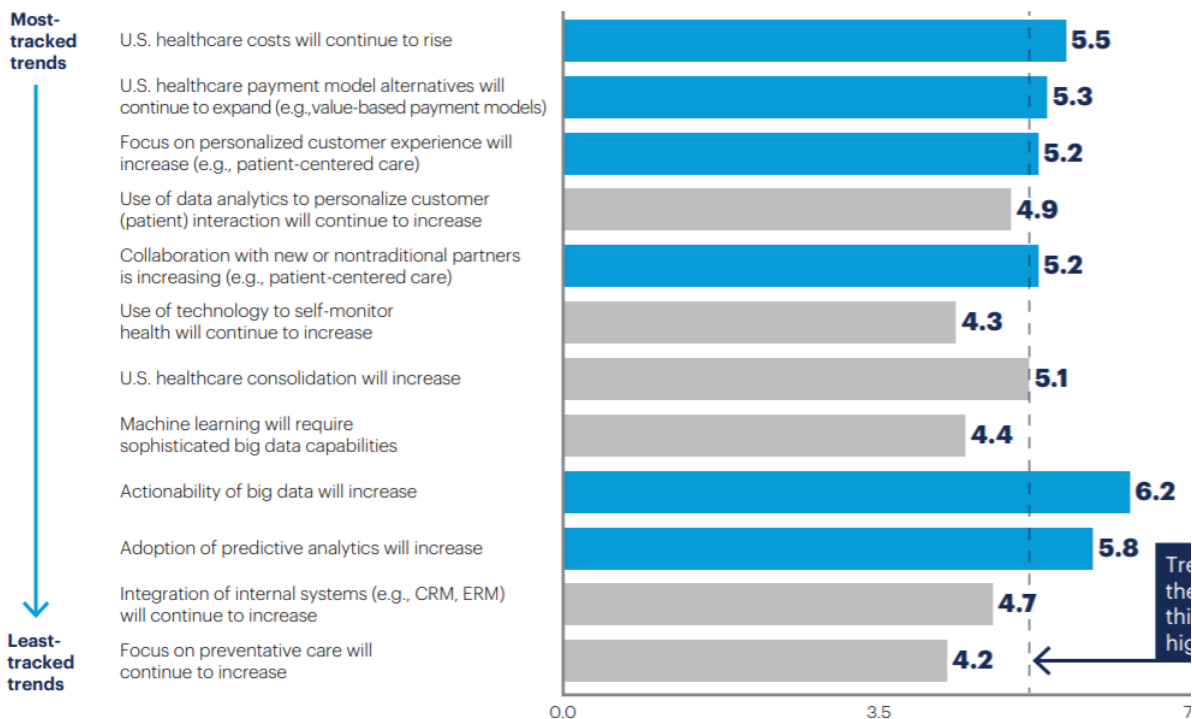 Most-
tracked
trends
U.S. healthcare costs will continue to rise
5.5
U.S. healthcare payment model alternatives will
continue to expand (e.g.,value-based payment models)
5.3
Focus on personalized customer experience will
increase (e.g., patient-centered care)
5.2
Use of data analytics to personalize customer
(patient) interaction will continue to increase
4.9
Collaboration with new or nontraditional partners
is increasing (e.g., patient-centered care)
5.2
Use of technology to self-monitor
health will continue to increase
4.3
U.S. healthcare consolidation will increase
5.1
Machine learning will require
sophisticated big data capabilities
4.4
Actionability of big data will increase
6.2
Adoption of predictive analytics will increase
5.8
Integration of internal systems (e.g., CRM, ERM)
will continue to increase
4.7
Least-
tracked
trends
Focus on preventative care will
continue to increase
4.2
0.0
3.5
7